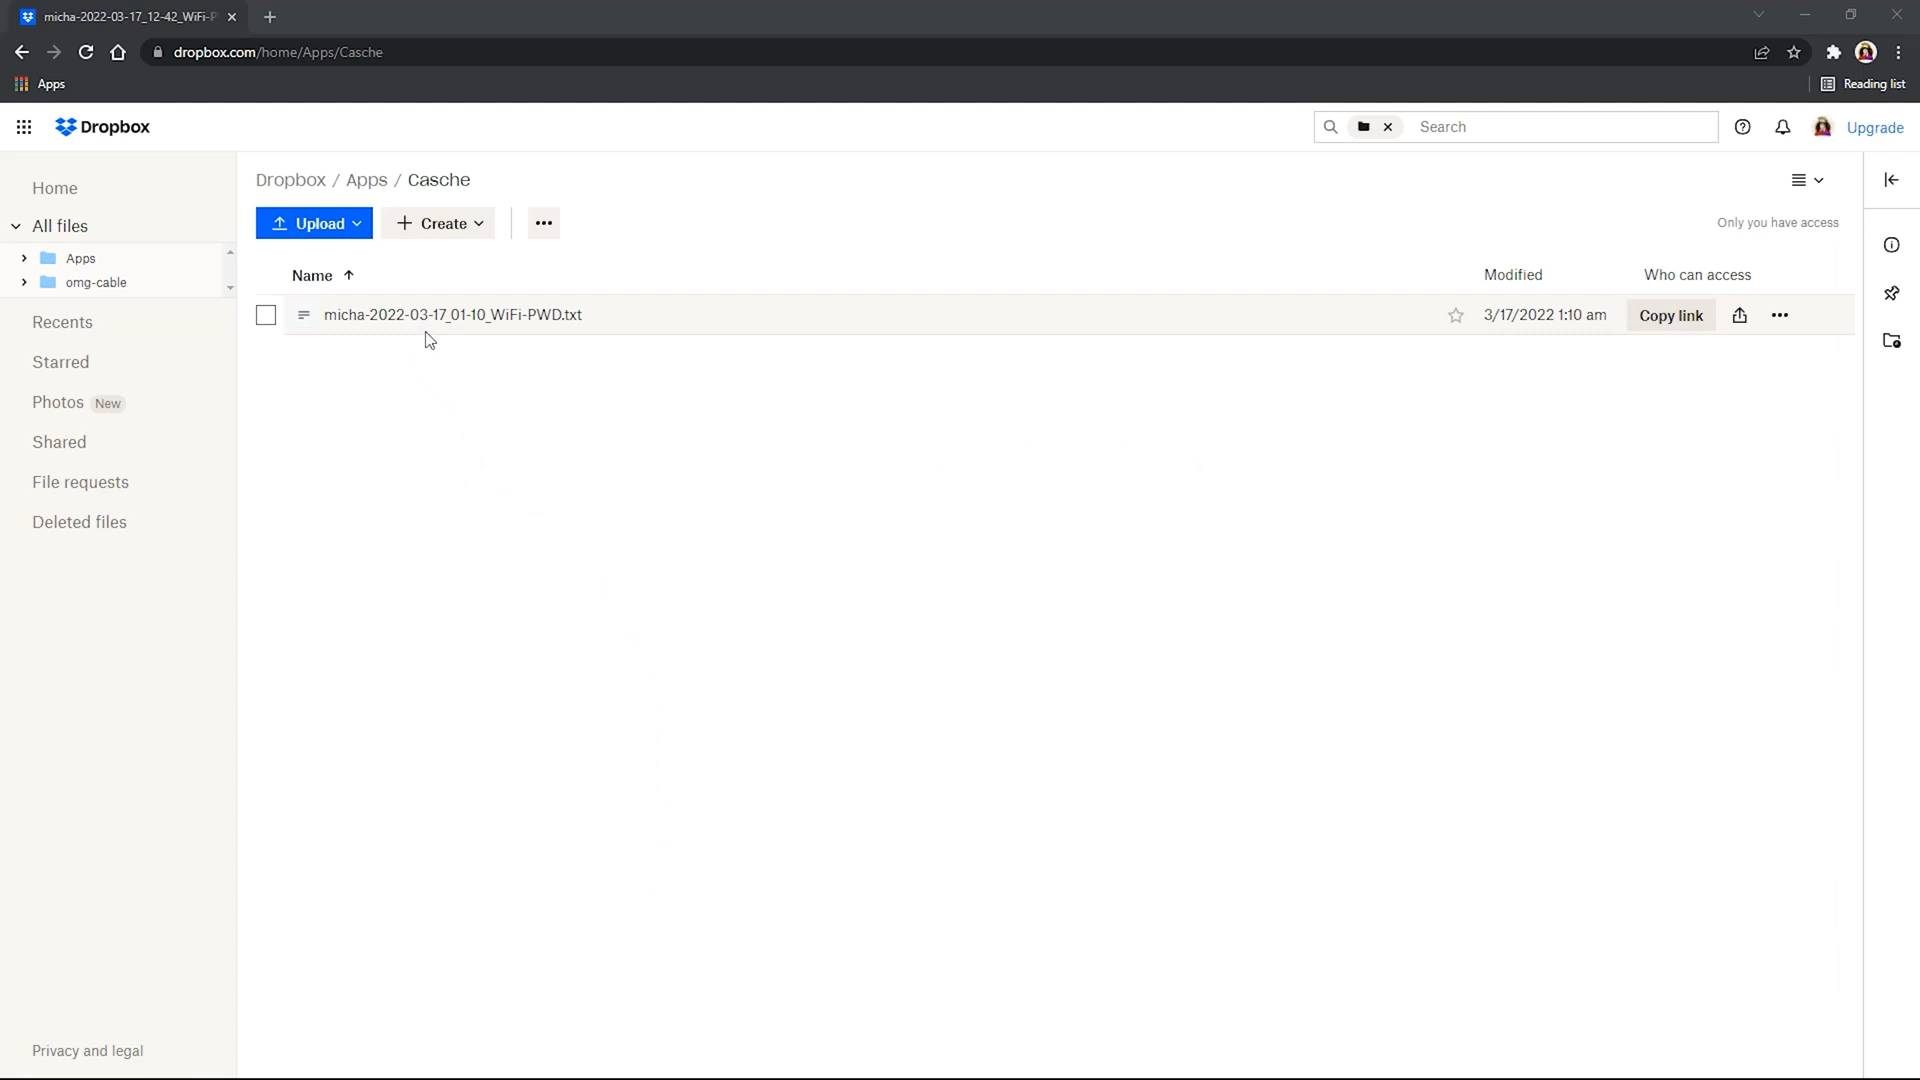 micha-2022-03-17_12-42_WiFi-P
dropbox.com/home/Apps/Casche
Apps
Reading list
Dropbox
Search
Upgrade
Home
All files
Apps
omg-cable
Recents
Starred
Photos New
Shared
File requests
Deleted files
Privacy and legal
Dropbox / Apps / Casche
Upload
Create
Only you have access
Name
Modified
Who can access
micha-2022-03-17_01-10_WiFi-PWD.txt
3/17/2022 1:10 am
Copy link